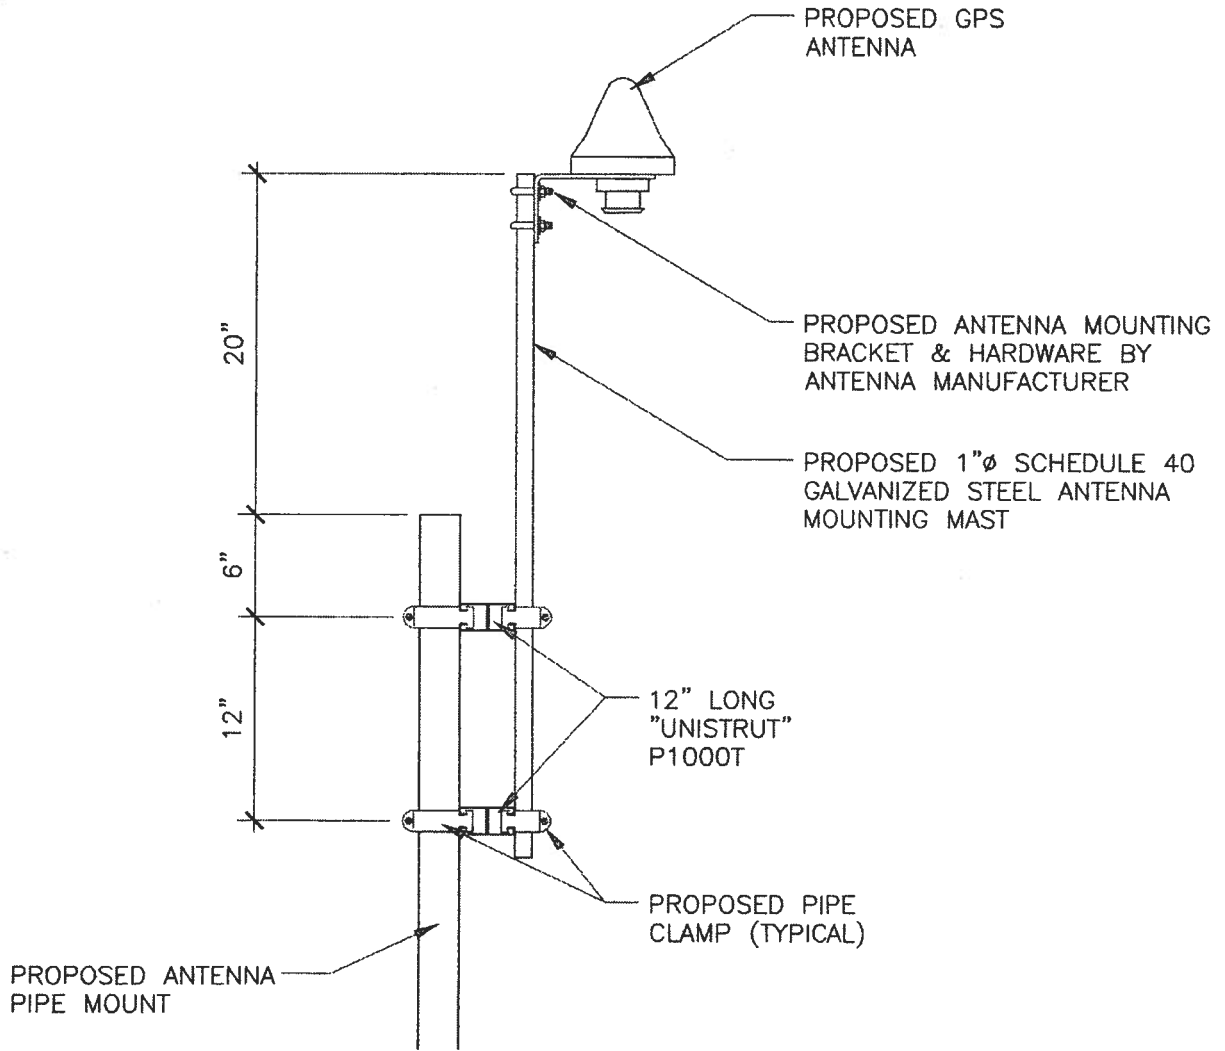 PROPOSED GPS
ANTENNA
20"
PROPOSED ANTENNA MOUNTING
BRACKET & HARDWARE BY
ANTENNA MANUFACTURER
PROPOSED 1"ø SCHEDULE 40
GALVANIZED STEEL ANTENNA
MOUNTING MAST
6"
12"
12" LONG
"UNISTRUT"
P1000T
PROPOSED PIPE
CLAMP (TYPICAL)
PROPOSED ANTENNA
PIPE MOUNT